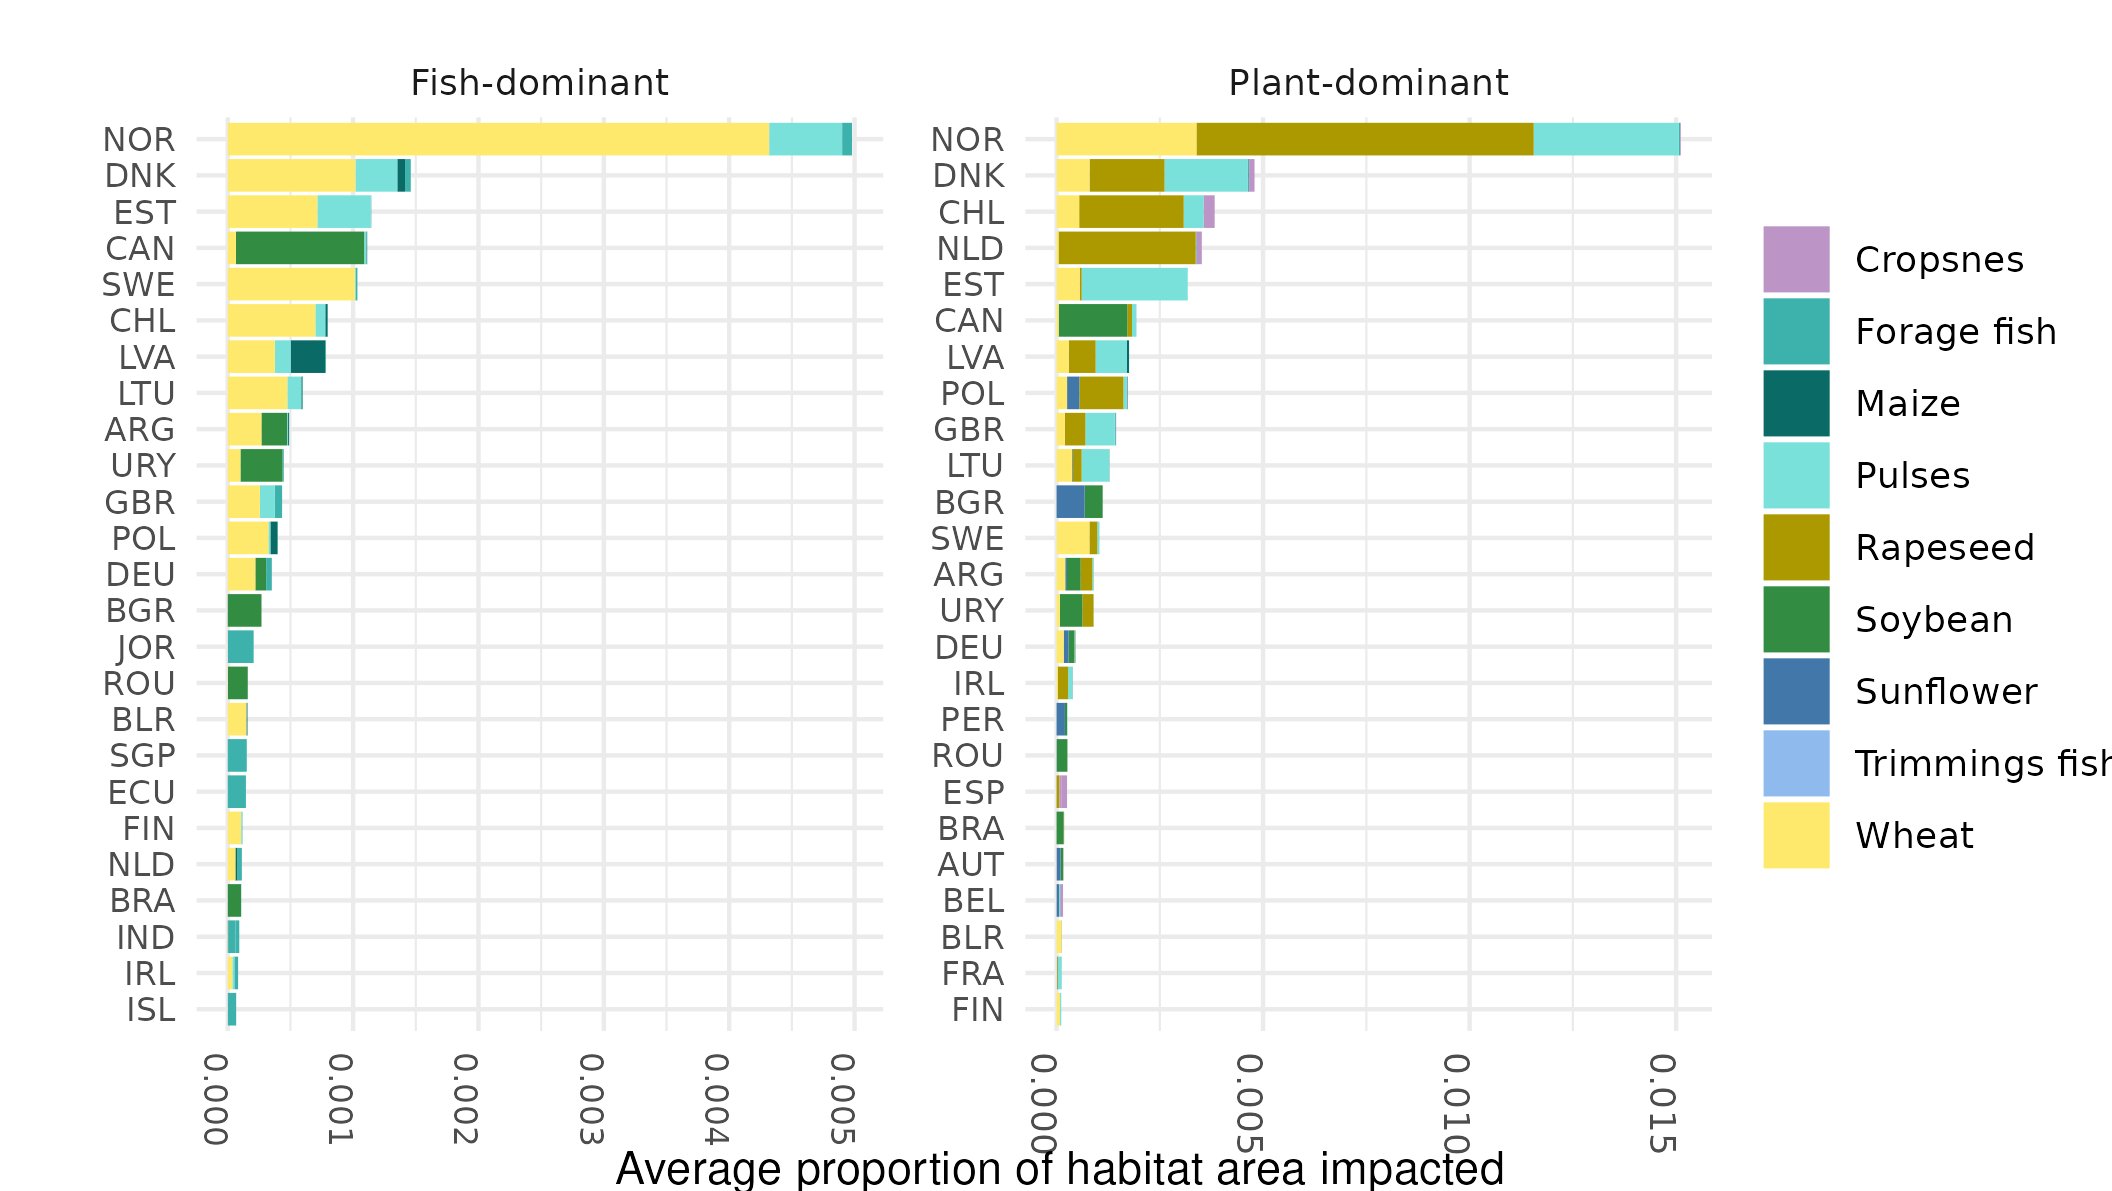 Fish-dominant
Plant-dominant
NOR
DNK
EST
CAN
SWE
CHL
LVA
LTU
ARG
URY
GBR
POL
DEU
BGR
JOR
ROU
BLR
SGP
ECU
FIN
NLD
BRA
IND
IRL
ISL
0.000
0.001
0.002
0.003
0.004
0.005
NOR
DNK
CHL
NLD
EST
CAN
LVA
POL
GBR
LTU
BGR
SWE
ARG
URY
DEU
IRL
PER
ROU
ESP
BRA
AUT
BEL
BLR
FRA
FIN
0.000
0.005
0.010
0.015
Average proportion of habitat area impacted
Cropsnes
Forage fish
Maize
Pulses
Rapeseed
Soybean
Sunflower
Trimmings fish
Wheat